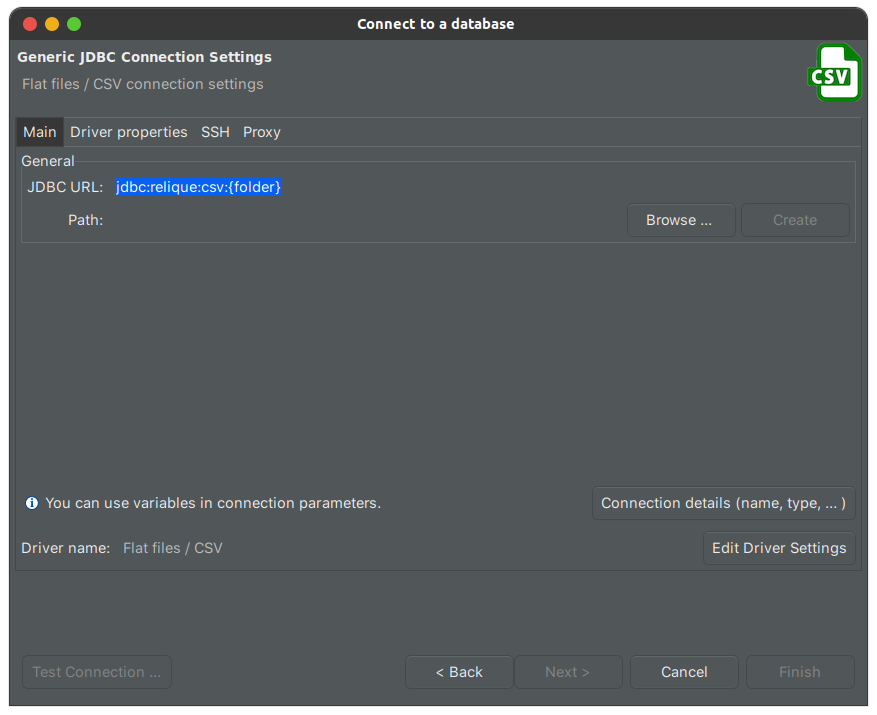 Connect to a database
Generic JDBC Connection Settings
Flat files / CSV connection settings
CSV
Main Driver properties SSH Proxy
General
JDBC URL: jdbc:relique:csv:{folder}
Path: Browse ... Create
You can use variables in connection parameters. Connection details (name, type, ... )
Driver name: Flat files / CSV Edit Driver Settings
Test Connection ... < Back Next > Cancel Finish